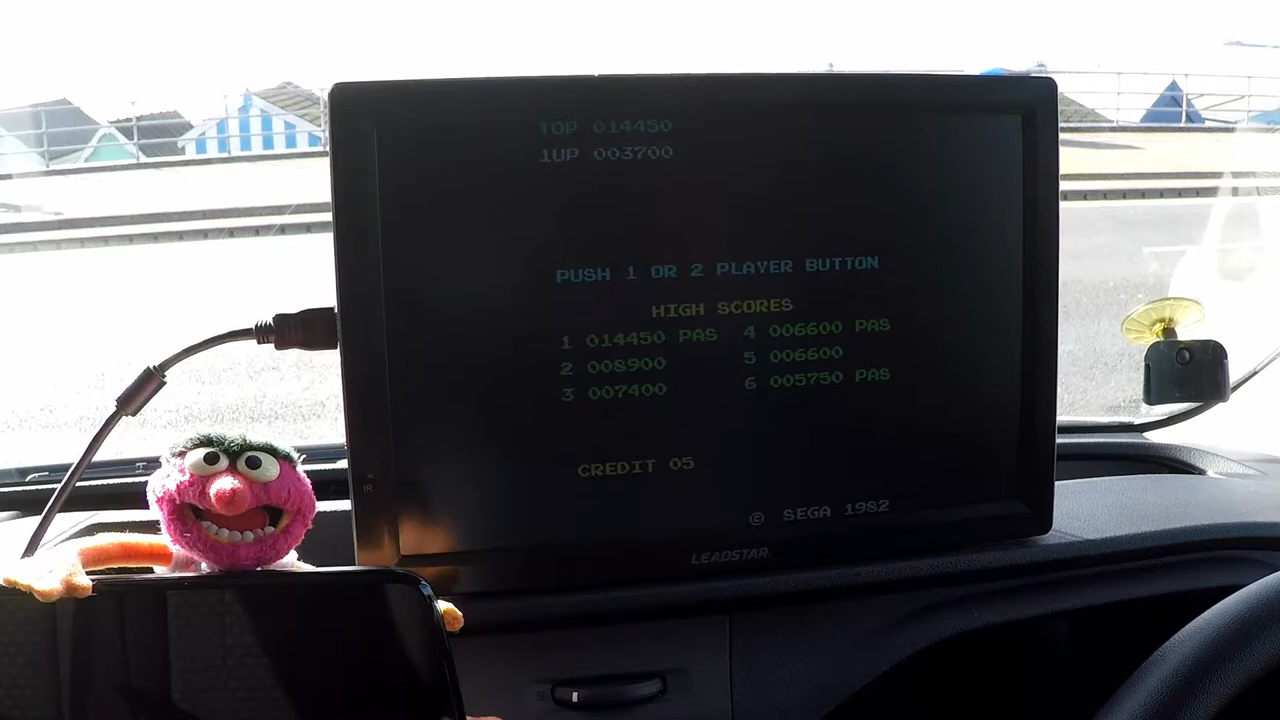 TOP 014450
1UP 003700
PUSH 1 OR 2 PLAYER BUTTON
HIGH SCORES
1 014450 PAS 4 006600 PAS
2 008900 5 006600
3 007400 6 005750 PAS
CREDIT 05
© SEGA 1982
IR
LEADSTAR
S